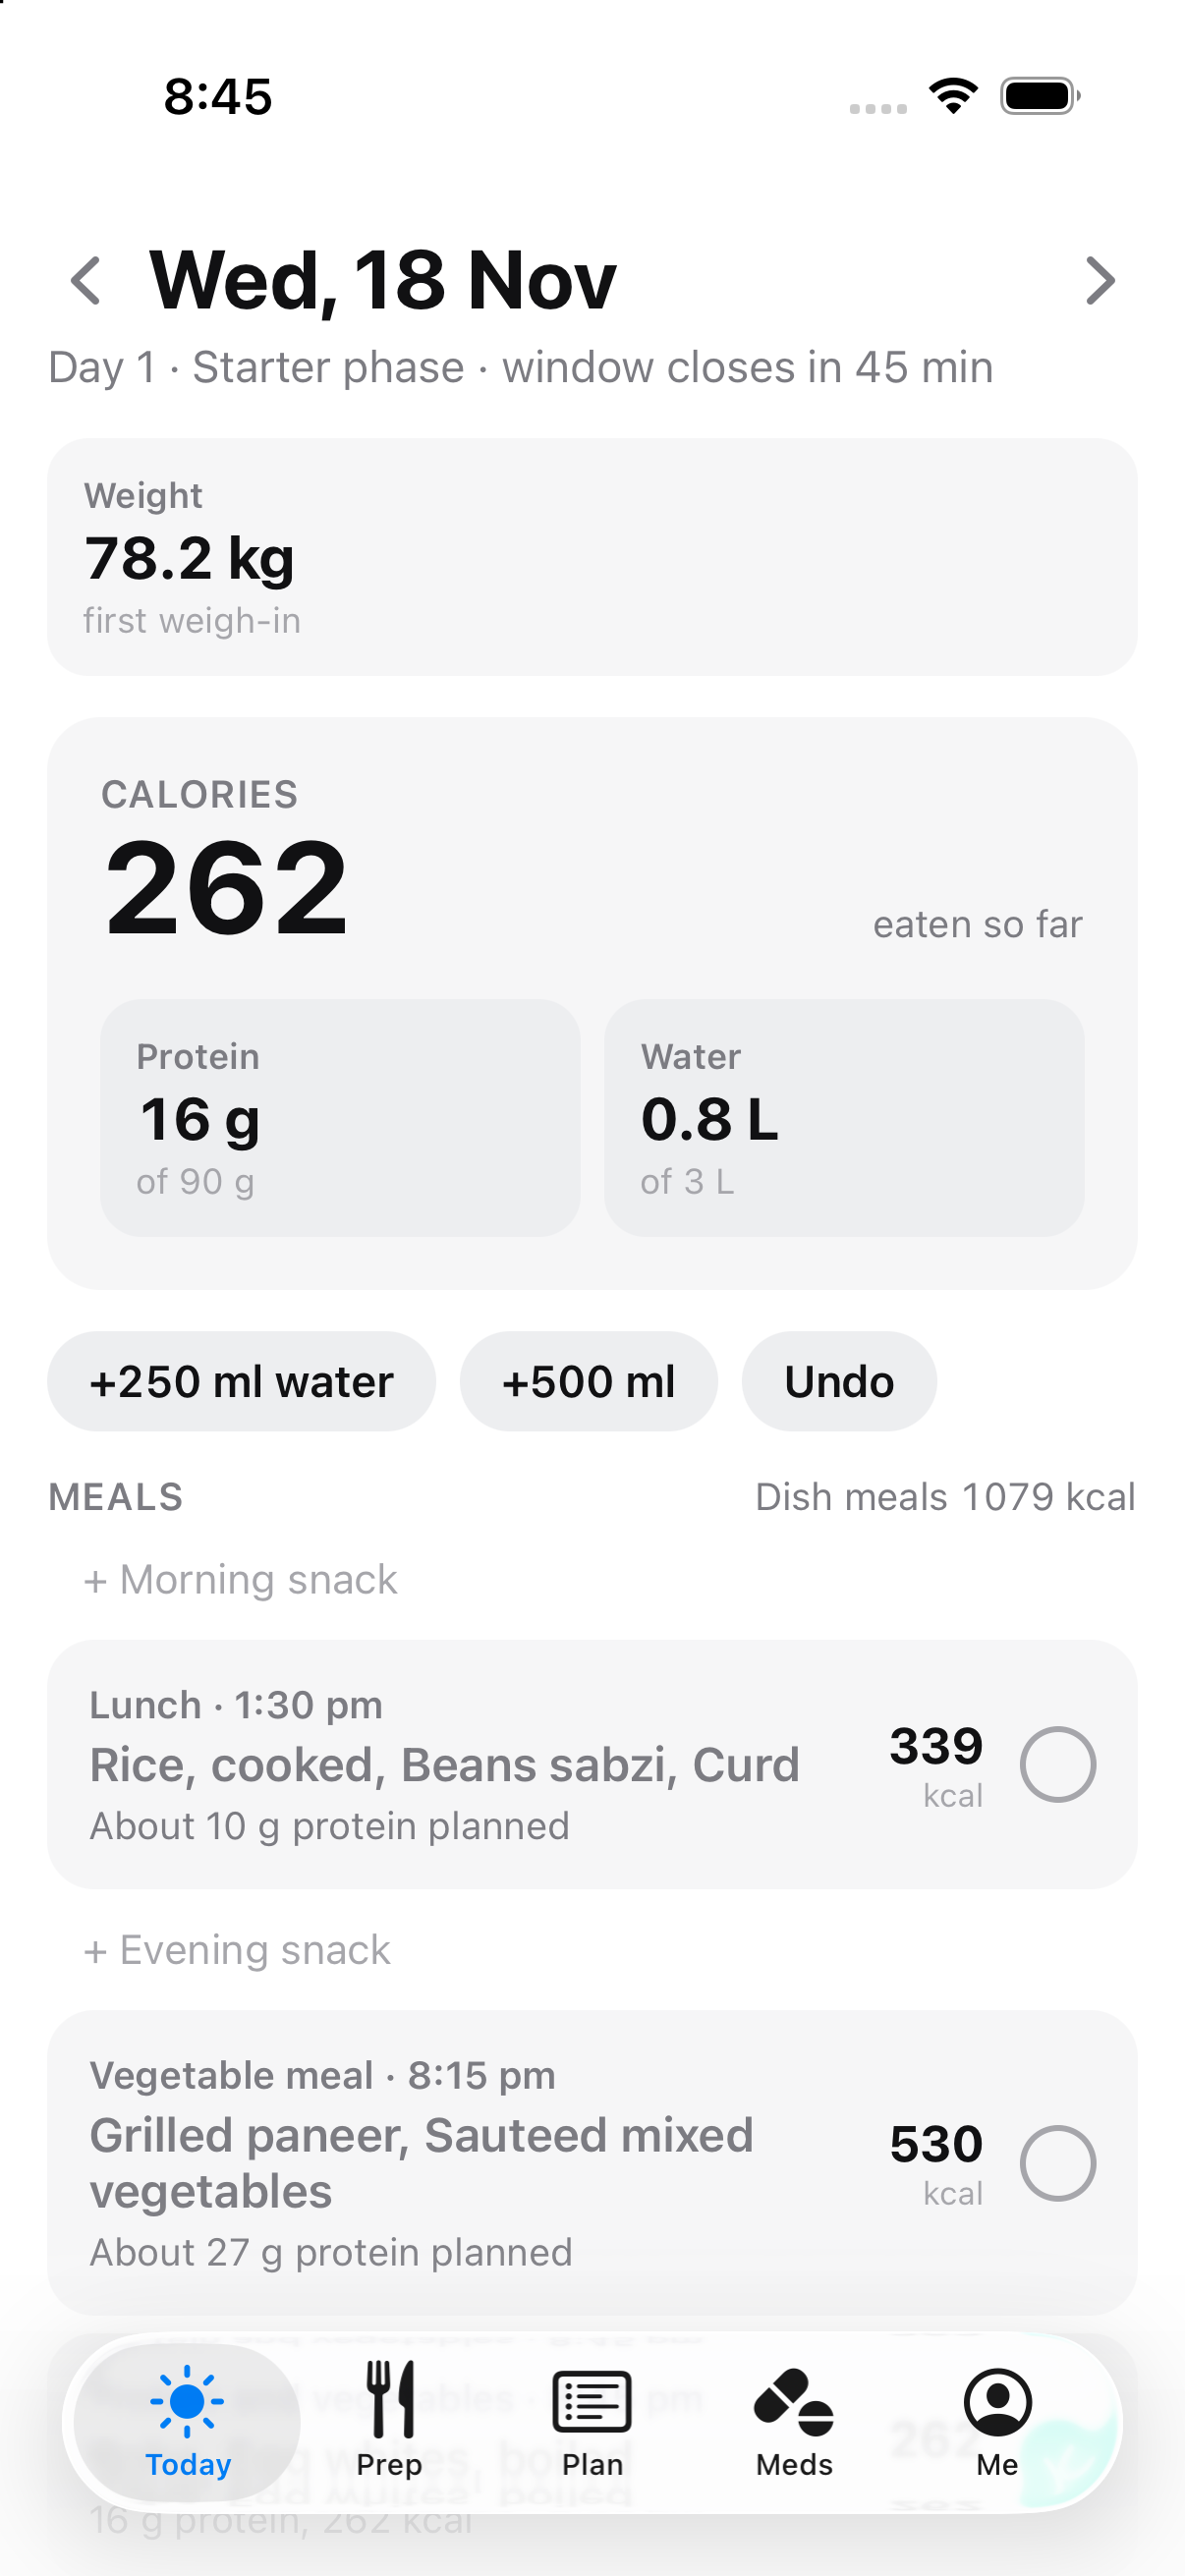 8:45
Wed, 18 Nov
Day 1 · Starter phase · window closes in 45 min
Weight
78.2 kg
first weigh-in
CALORIES
262
eaten so far
Protein
16 g
of 90 g
Water
0.8 L
of 3 L
+250 ml water
+500 ml
Undo
MEALS
Dish meals 1079 kcal
+ Morning snack
Lunch · 1:30 pm
Rice, cooked, Beans sabzi, Curd
339
kcal
About 10 g protein planned
+ Evening snack
Vegetable meal · 8:15 pm
Grilled paneer, Sauteed mixed
vegetables
530
kcal
About 27 g protein planned
pm
whites, boiled
262
Today
Prep
Plan
Meds
Me
16 g protein, 262 kcal